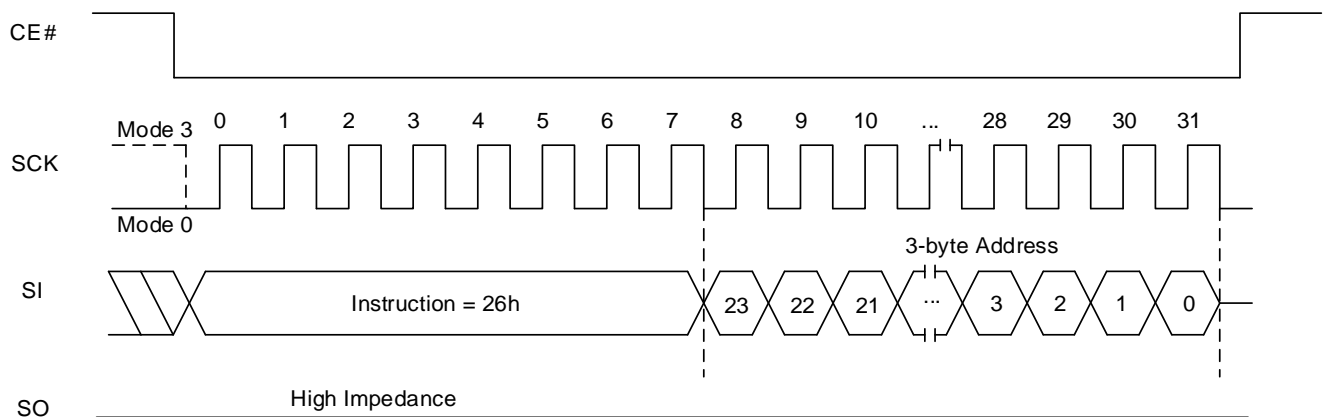 CE#
Mode 3 0 1 2 3 4 5 6 7 8 9 10 ... 28 29 30 31
SCK
Mode 0
3-byte Address
SI Instruction = 26h 23 22 21 ... 3 2 1 0
High Impedance
SO